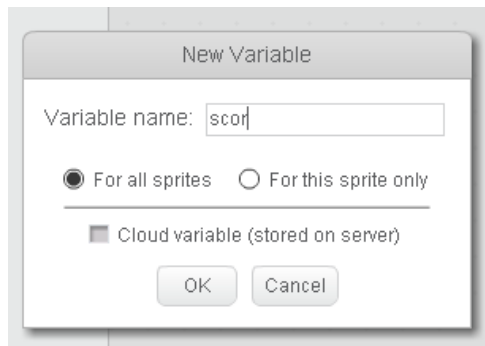 New Variable
Variable name: scor
For all sprites For this sprite only
Cloud variable (stored on server)
OK Cancel